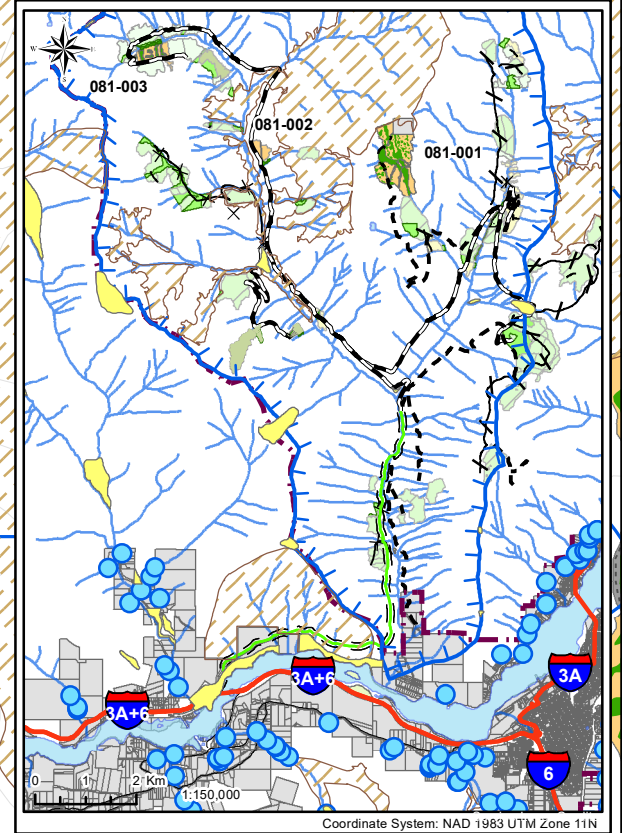 N
W
S
081-003
081-002
081-001
3A+6
3A+6
3A
6
0 1 2 Km
1:150,000
Coordinate System: NAD 1983 UTM Zone 11N